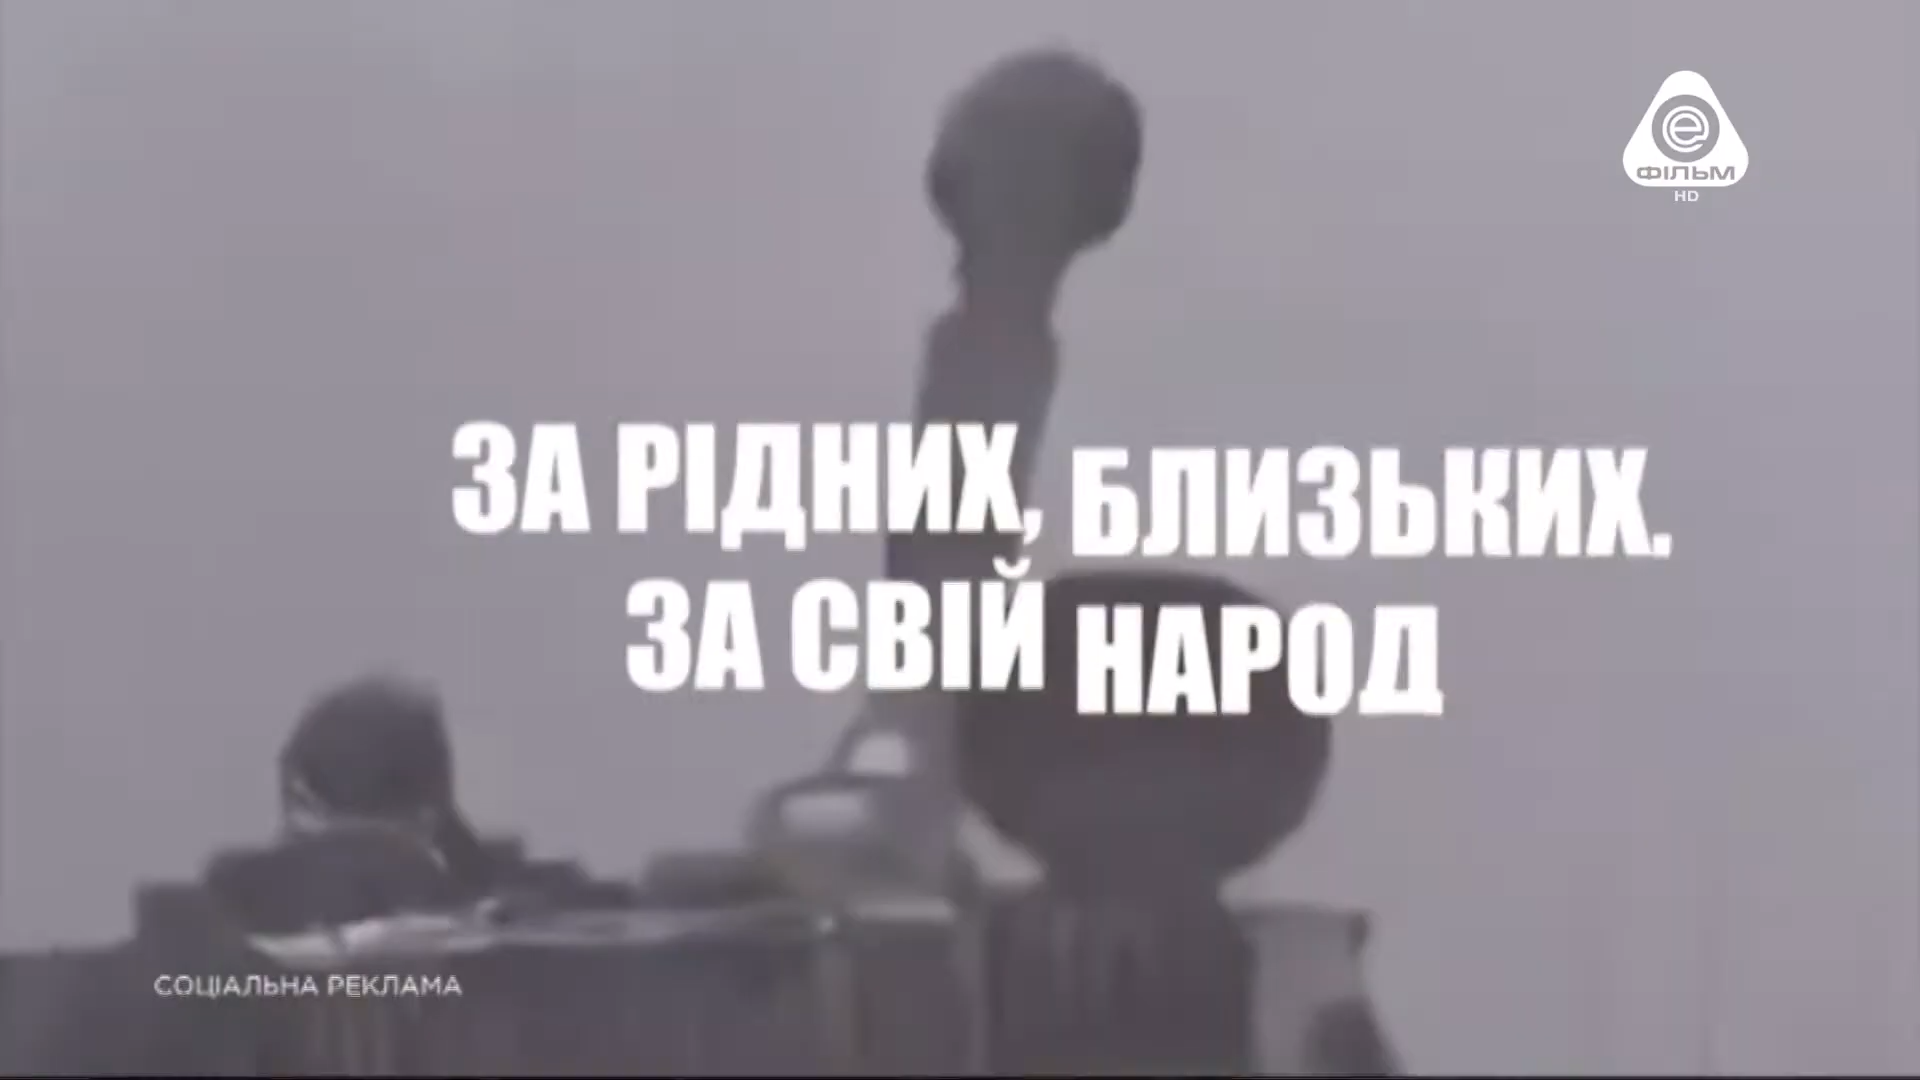 e
ФІЛЬМ
HD
ЗА РІДНИХ, БЛИЗЬКИХ.
ЗА СВІЙ НАРОД
СОЦІАЛЬНА РЕКЛАМА